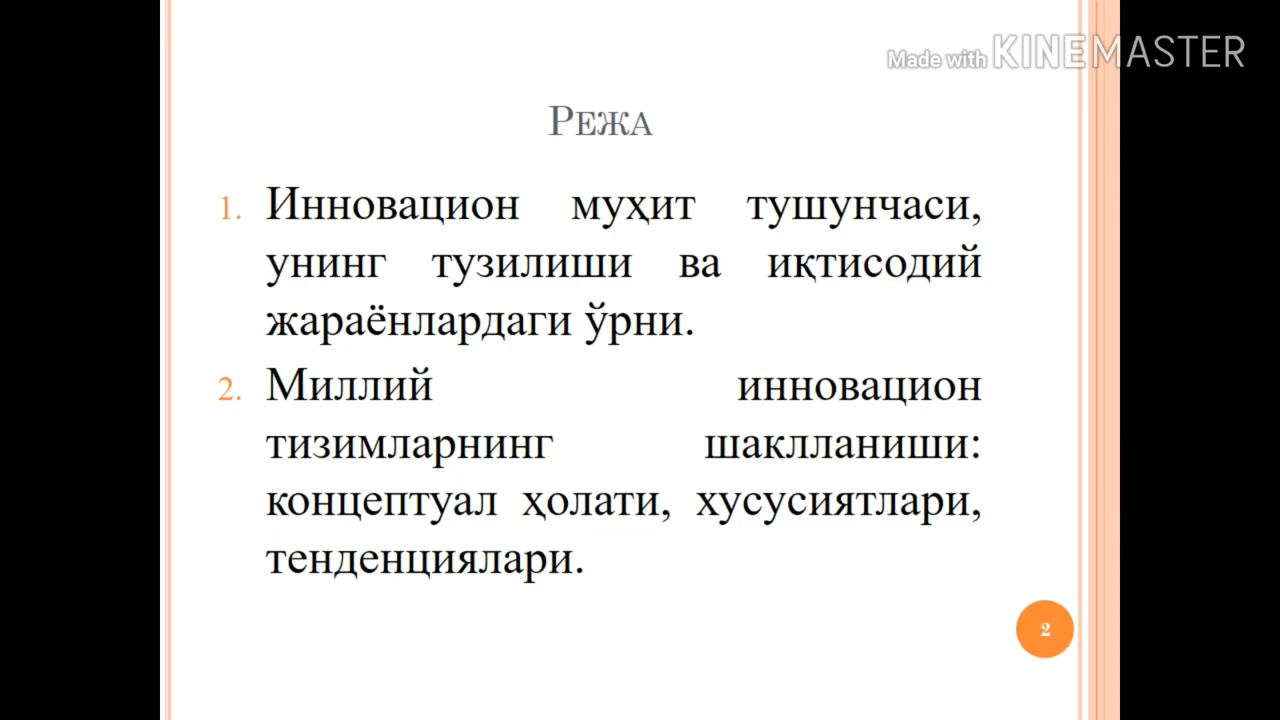 Made with KINEMASTER
Режа
1. Инновацион муҳит тушунчаси,
унинг тузилиши ва иқтисодий
жараёнлардаги ўрни.
2. Миллий инновацион
тизимларнинг шаклланиши:
концептуал ҳолати, хусусиятлари,
тенденциялари.
2